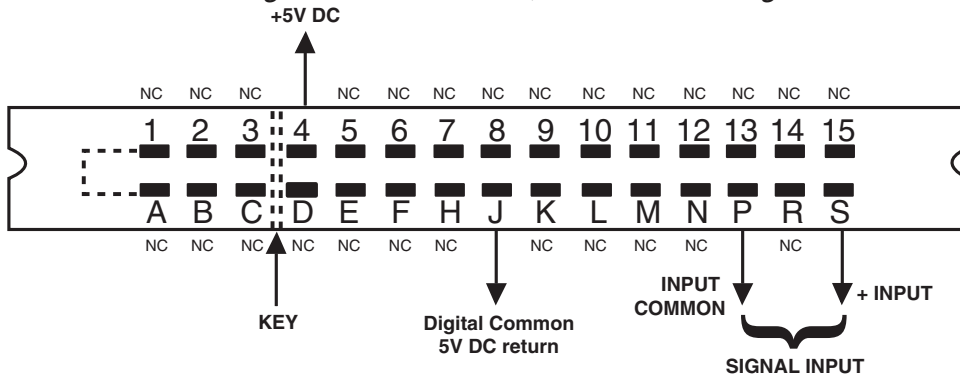 +5V DC
NC NC NC NC NC NC NC NC NC NC NC NC NC NC
1 2 3 4 5 6 7 8 9 10 11 12 13 14 15
A B C D E F H J K L M N P R S
NC NC NC NC NC NC NC NC NC NC NC NC
KEY
Digital Common
5V DC return
INPUT
COMMON
+ INPUT
SIGNAL INPUT